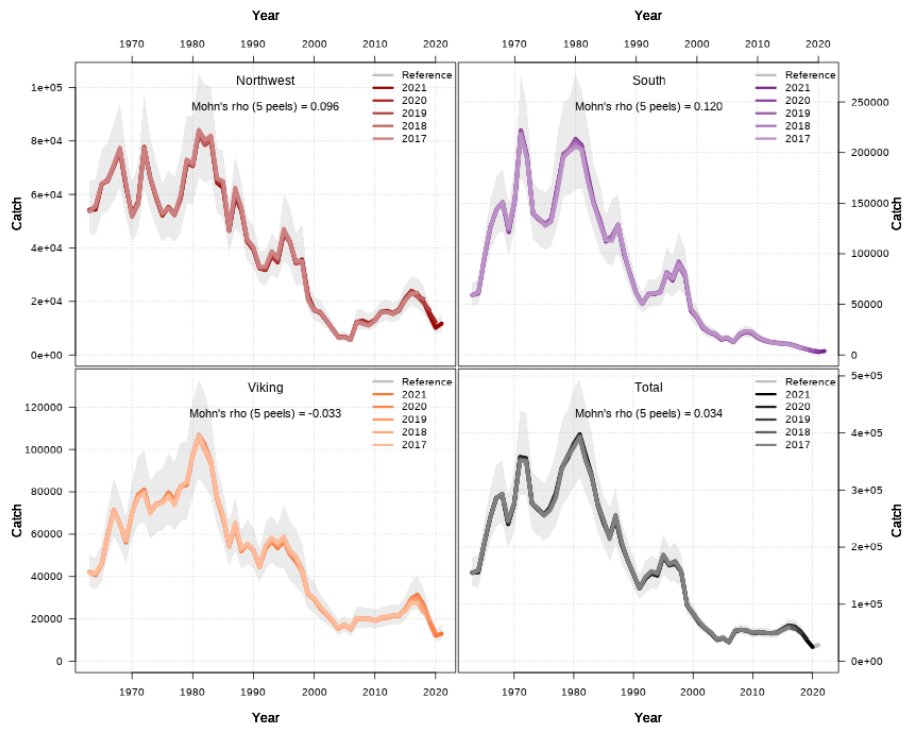 Year Year
1970 1980 1990 2000 2010 2020 1970 1980 1990 2000 2010 2020
Northwest
Mohn's rho (5 peels) = 0.096
Reference
2021
2020
2019
2018
2017
1e+05
8e+04
6e+04
4e+04
2e+04
0e+00
Catch
South
Mohn's rho (5 peels) = 0.120
Reference
2021
2020
2019
2018
2017
250000
200000
150000
100000
50000
0
Catch
Viking
Mohn's rho (5 peels) = -0.033
Reference
2021
2020
2019
2018
2017
120000
100000
80000
60000
40000
20000
0
Catch
Total
Mohn's rho (5 peels) = 0.034
Reference
2021
2020
2019
2018
2017
5e+05
4e+05
3e+05
2e+05
1e+05
0e+00
Catch
1970 1980 1990 2000 2010 2020 1970 1980 1990 2000 2010 2020
Year Year